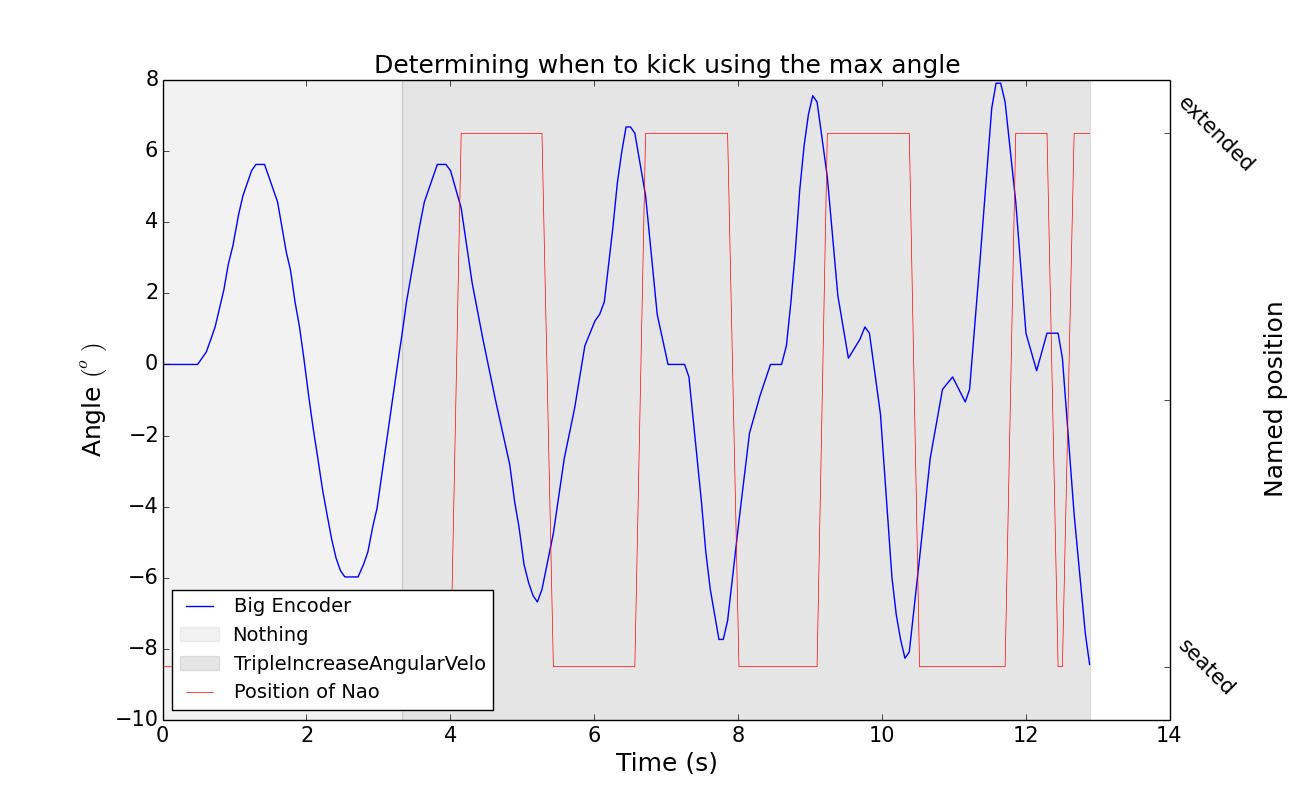 Determining when to kick using the max angle
8
6
4
2
0
−2
−4
−6
−8
−10
Angle (°)
extended
seated
Named position
Big Encoder
Nothing
TripleIncreaseAngularVelo
Position of Nao
0 2 4 6 8 10 12 14
Time (s)